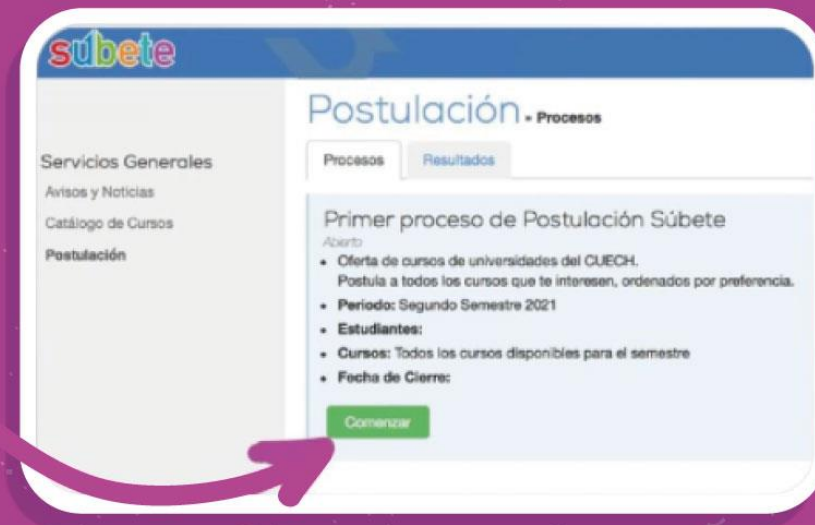 súbete
Servicios Generales
Avisos y Noticias
Catálogo de Cursos
Postulación
Postulación » Procesos
Procesos
Resultados
Primer proceso de Postulación Súbete
Abierto
• Oferta de cursos de universidades del CUECH.
Postula a todos los cursos que te interesen, ordenados por preferencia.
• Periodo: Segundo Semestre 2021
• Estudiantes:
• Cursos: Todos los cursos disponibles para el semestre
• Fecha de Cierre:
Comenzar